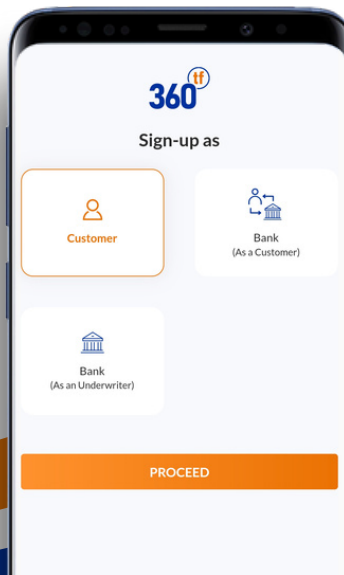 360tf
Sign-up as
Customer
Bank
(As a Customer)
Bank
(As an Underwriter)
PROCEED